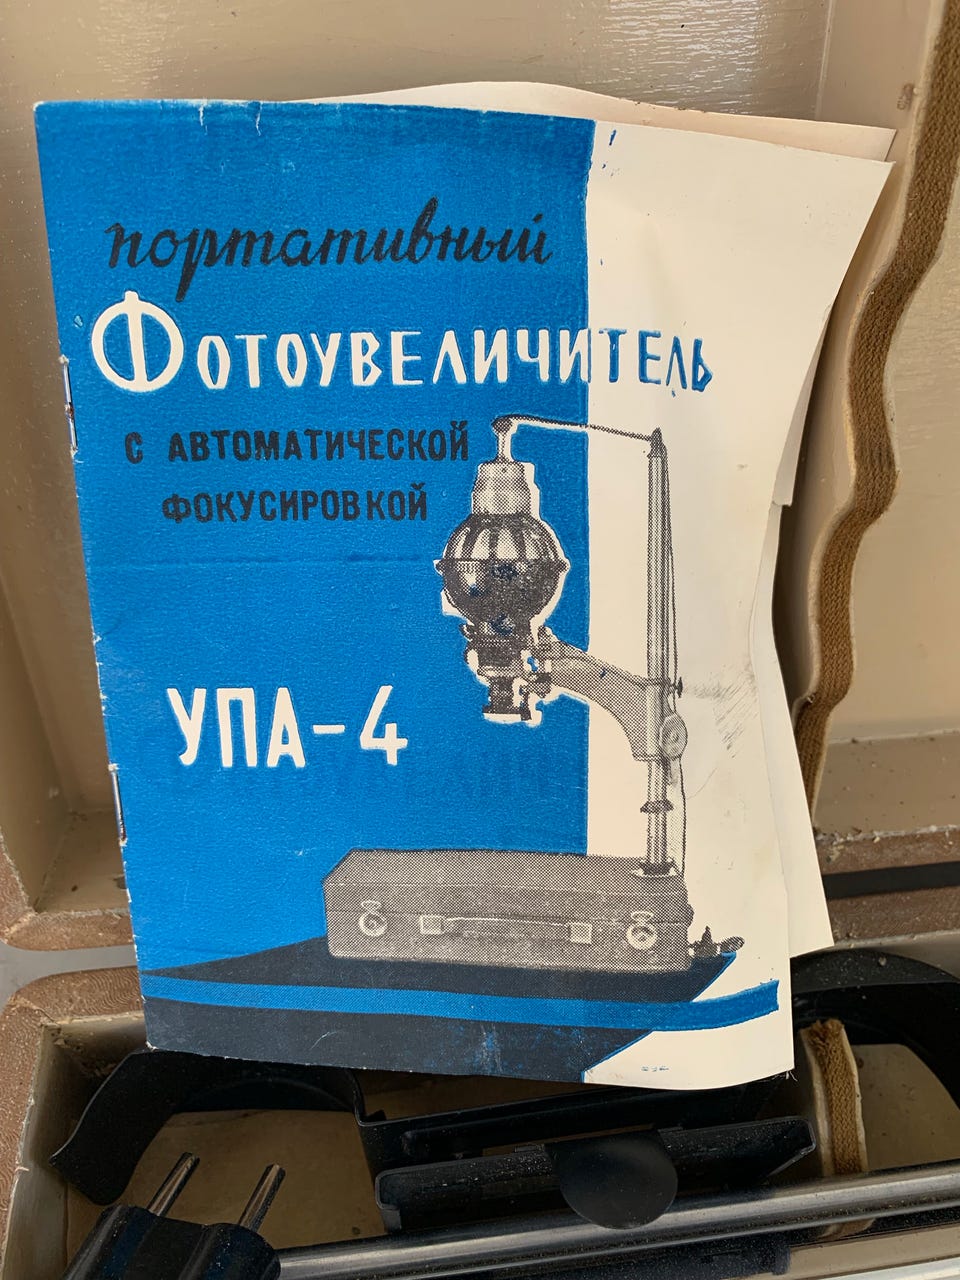 портативный
Фотоувеличитель
с автоматической
фокусировкой
УПА-4